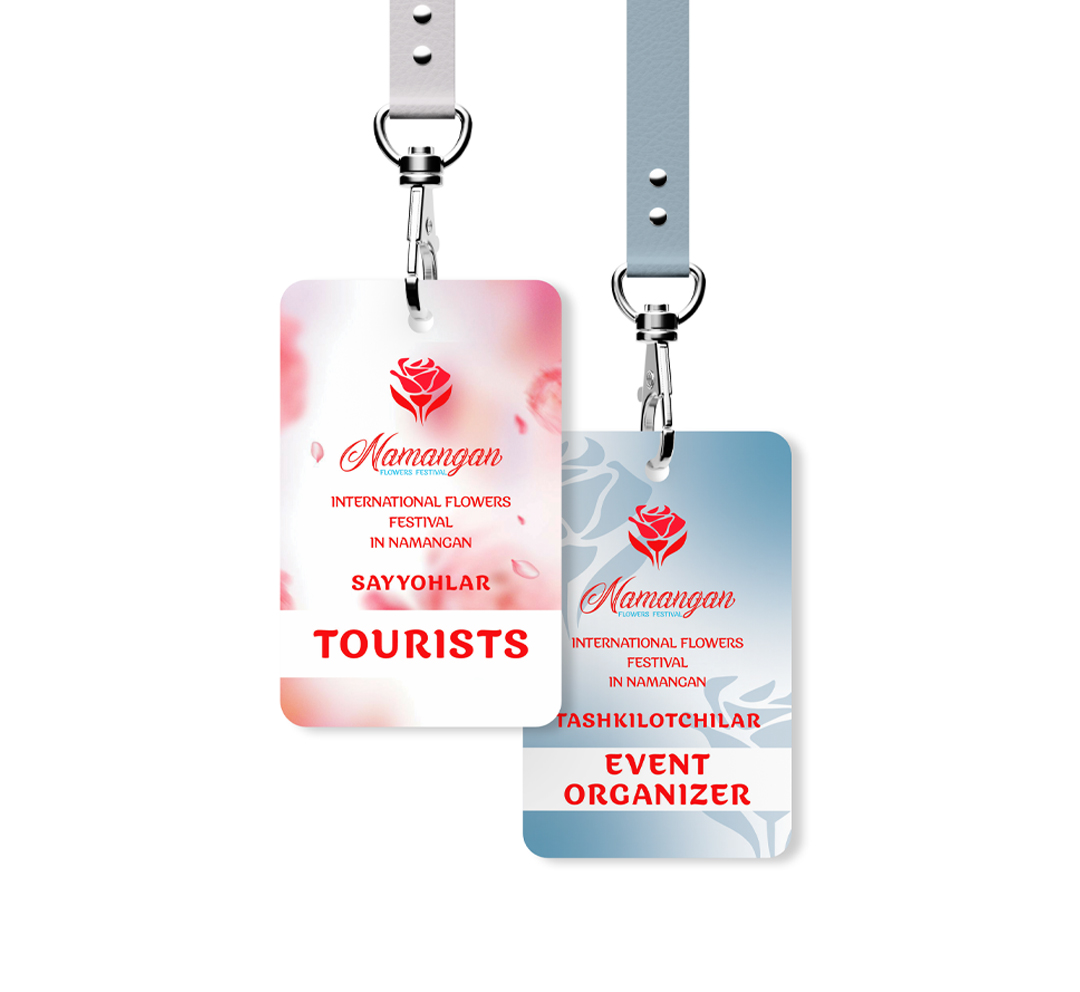 Namangan
FLOWERS FESTIVAL
INTERNATIONAL FLOWERS
FESTIVAL
IN NAMANGAN
SAYYOHLAR
TOURISTS
Namangan
FLOWERS FESTIVAL
INTERNATIONAL FLOWERS
FESTIVAL
IN NAMANGAN
TASHKILOTCHILAR
EVENT
ORGANIZER